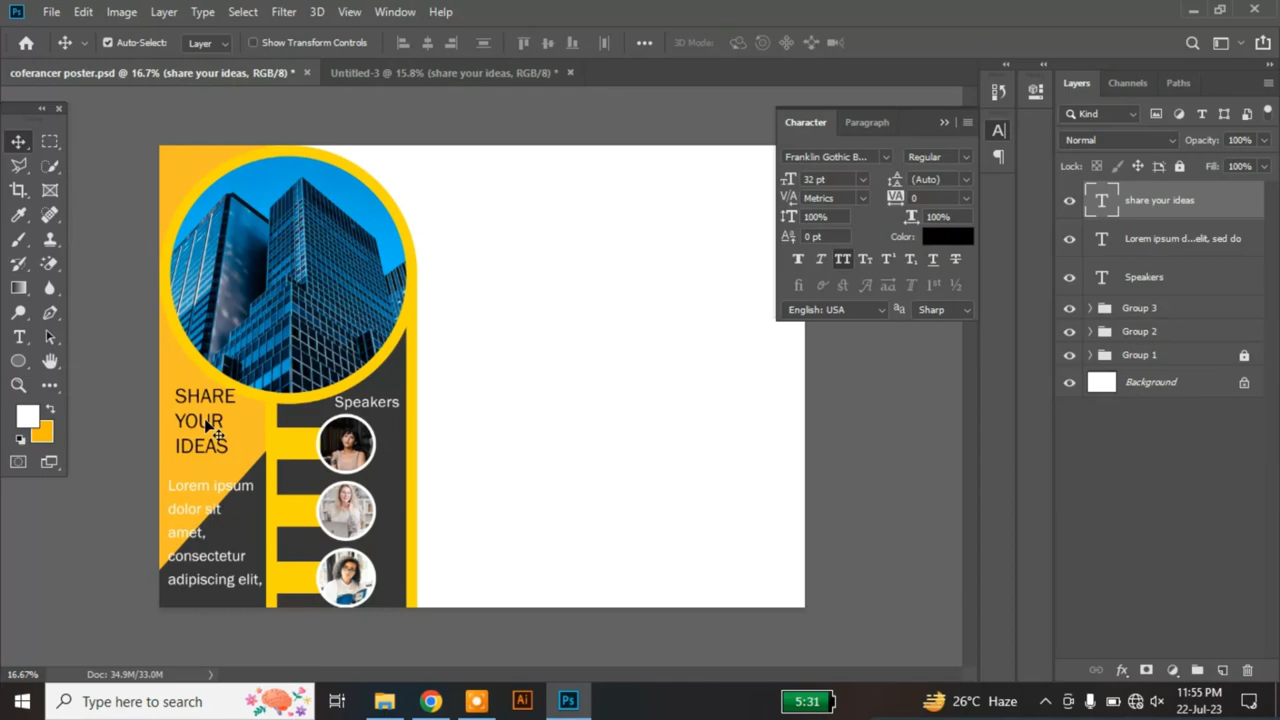 Ps File Edit Image Layer Type Select Filter 3D View Window Help
Auto-Select: Layer Show Transform Controls 3D Mode:
coferancer poster.psd @ 16.7% (share your ideas, RGB/8) * × Untitled-3 @ 15.8% (share your ideas, RGB/8) * ×
Layers Channels Paths
Kind
Normal Opacity: 100%
Lock: Fill: 100%
share your ideas
Lorem ipsum d...elit, sed do
Speakers
Group 3
Group 2
Group 1
Background
Character Paragraph
Franklin Gothic B... Regular
32 pt (Auto)
Metrics 0
100% 100%
0 pt Color:
English: USA Sharp
SHARE
YOUR
IDEAS
Speakers
Lorem ipsum
dolor sit
amet,
consectetur
adipiscing elit,
16.67% Doc: 34.9M/33.0M
Type here to search
Ai Ps
5:31
26°C Haze
11:55 PM
22-Jul-23